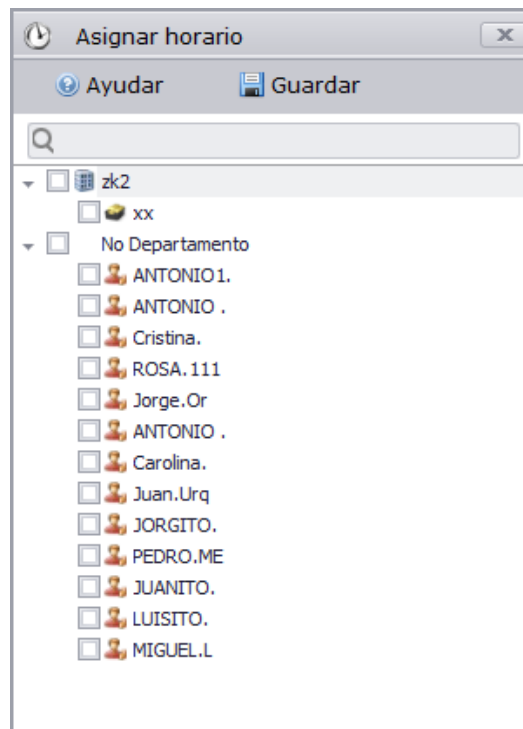 Asignar horario
Ayudar Guardar
zk2
xx
No Departamento
ANTONIO1.
ANTONIO .
Cristina.
ROSA.111
Jorge.Or
ANTONIO .
Carolina.
Juan.Urq
JORGITO.
PEDRO.ME
JUANITO.
LUISITO.
MIGUEL.L